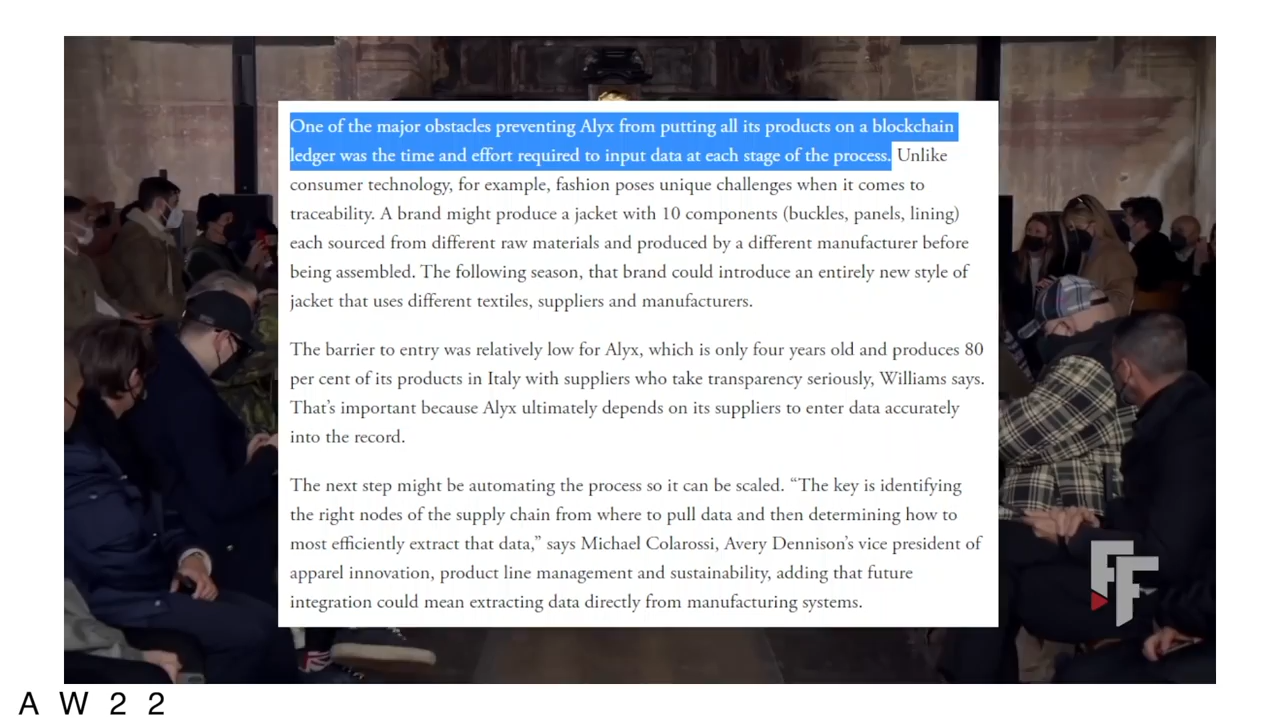 One of the major obstacles preventing Alyx from putting all its products on a blockchain
ledger was the time and effort required to input data at each stage of the process. Unlike
consumer technology, for example, fashion poses unique challenges when it comes to
traceability. A brand might produce a jacket with 10 components (buckles, panels, lining)
each sourced from different raw materials and produced by a different manufacturer before
being assembled. The following season, that brand could introduce an entirely new style of
jacket that uses different textiles, suppliers and manufacturers.
The barrier to entry was relatively low for Alyx, which is only four years old and produces 80
per cent of its products in Italy with suppliers who take transparency seriously, Williams says.
That’s important because Alyx ultimately depends on its suppliers to enter data accurately
into the record.
The next step might be automating the process so it can be scaled. “The key is identifying
the right nodes of the supply chain from where to pull data and then determining how to
most efficiently extract that data,” says Michael Colarossi, Avery Dennison’s vice president of
apparel innovation, product line management and sustainability, adding that future
integration could mean extracting data directly from manufacturing systems.
FF
A W 2 2